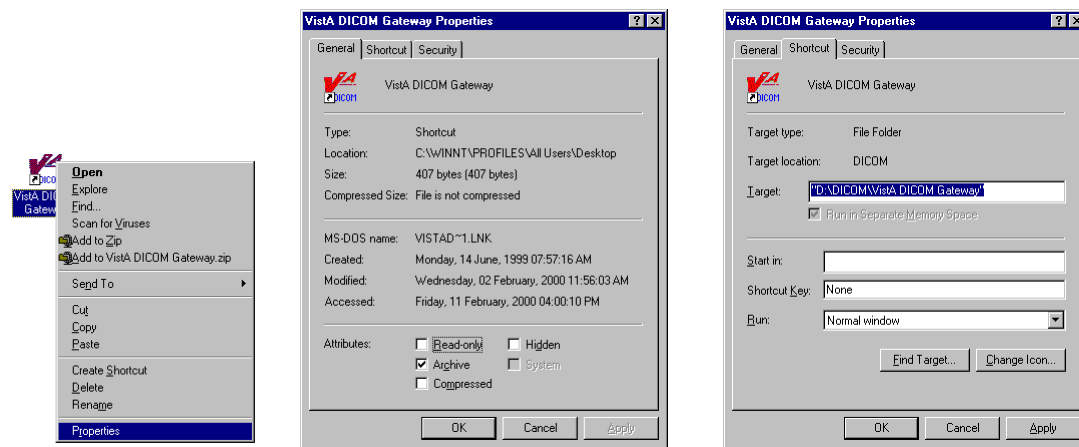 DICO
VistA DI
Gatew
Open
Explore
Find...
Scan for Viruses
Add to Zip
Add to VistA DICOM Gateway.zip
Send To
Cut
Copy
Paste
Create Shortcut
Delete
Rename
Properties
VistA DICOM Gateway Properties
General Shortcut Security
VA
DICOM
VistA DICOM Gateway
Type: Shortcut
Location: C:\WINNT\PROFILES\All Users\Desktop
Size: 407 bytes (407 bytes)
Compressed Size: File is not compressed
MS-DOS name: VISTAD~1.LNK
Created: Monday, 14 June, 1999 07:57:16 AM
Modified: Wednesday, 02 February, 2000 11:56:03 AM
Accessed: Friday, 11 February, 2000 04:00:10 PM
Attributes: Read-only Hidden
Archive System
Compressed
OK Cancel Apply
VistA DICOM Gateway Properties
General Shortcut Security
VA
DICOM
VistA DICOM Gateway
Target type: File Folder
Target location: DICOM
Target: "D:\DICOM\VistA DICOM Gateway"
Run in Separate Memory Space
Start in:
Shortcut Key: None
Run: Normal window
Find Target... Change Icon...
OK Cancel Apply